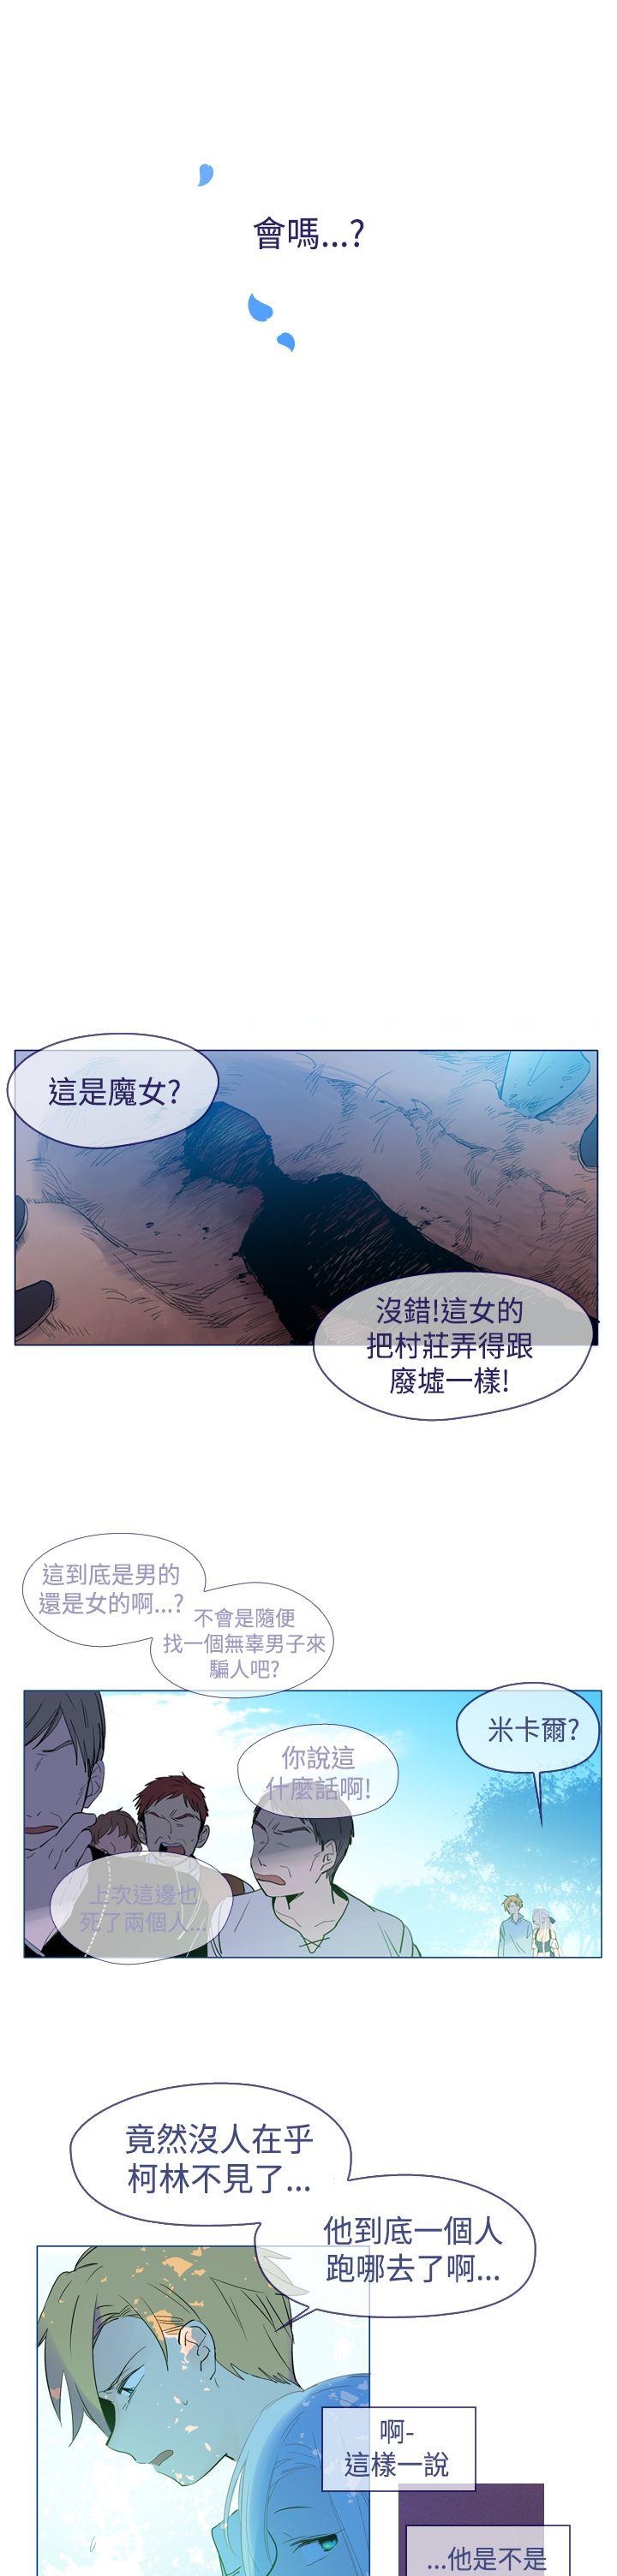 會嗎...?
這是魔女?
沒錯!這女的
把村莊弄得跟
廢墟一樣!
這到底是男的
還是女的啊...?
不會是隨便
找一個無辜男子來
騙人吧?
米卡爾?
你說這
什麼話啊!
上次這邊也
死了兩個人...
竟然沒人在乎
柯林不見了...
他到底一個人
跑哪去了啊...
啊-
這樣一說
...他是不是